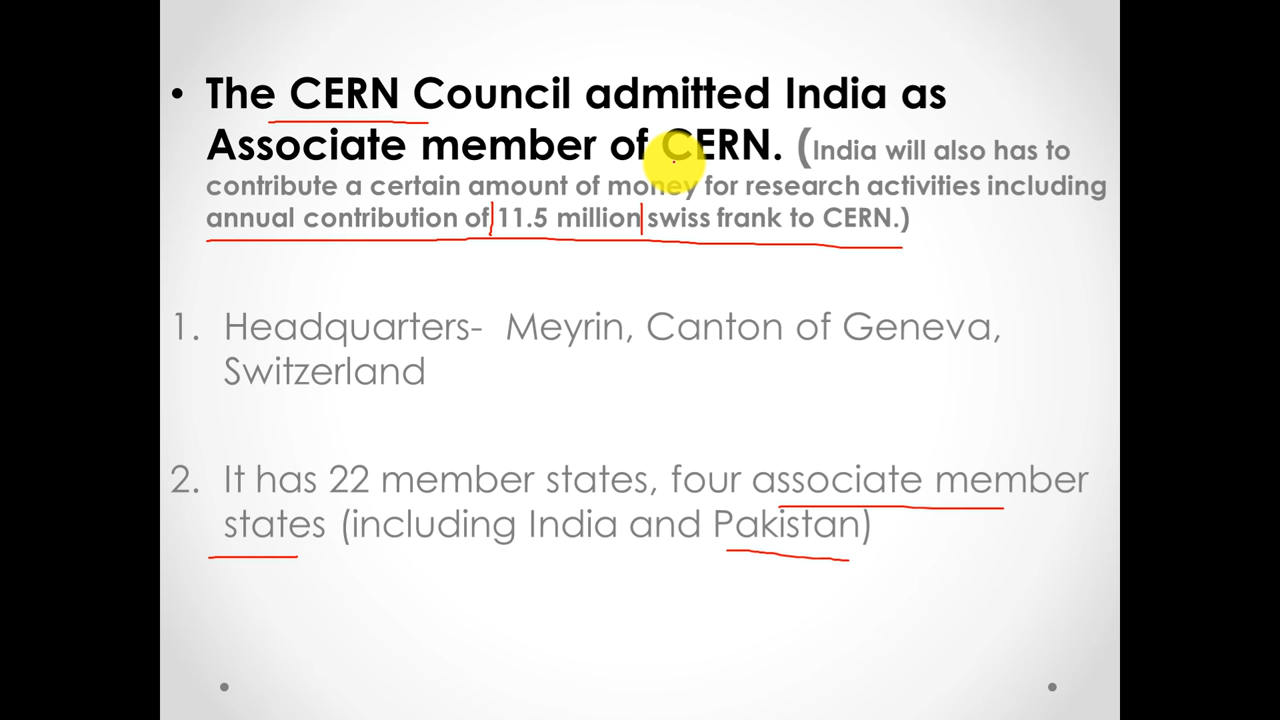 • The CERN Council admitted India as
Associate member of CERN. (India will also has to
contribute a certain amount of money for research activities including
annual contribution of 11.5 million swiss frank to CERN.)
1. Headquarters- Meyrin, Canton of Geneva,
Switzerland
2. It has 22 member states, four associate member
states (including India and Pakistan)